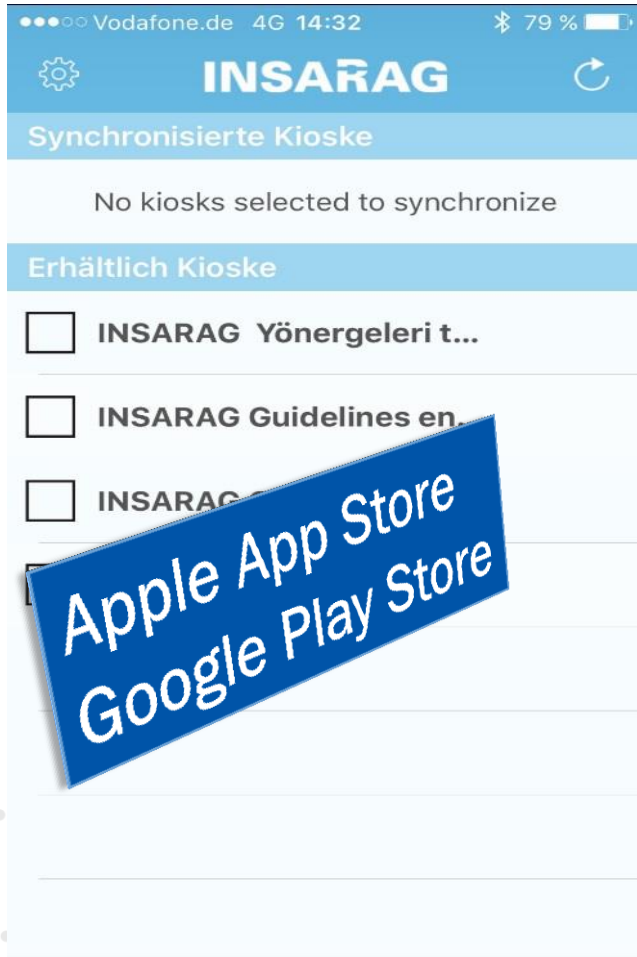 Vodafone.de 4G 14:32 79 %
INSARAG
Synchronisierte Kioske
No kiosks selected to synchronize
Erhältlich Kioske
INSARAG Yönergeleri t...
INSARAG Guidelines en...
INSARAG
Apple App Store
Google Play Store